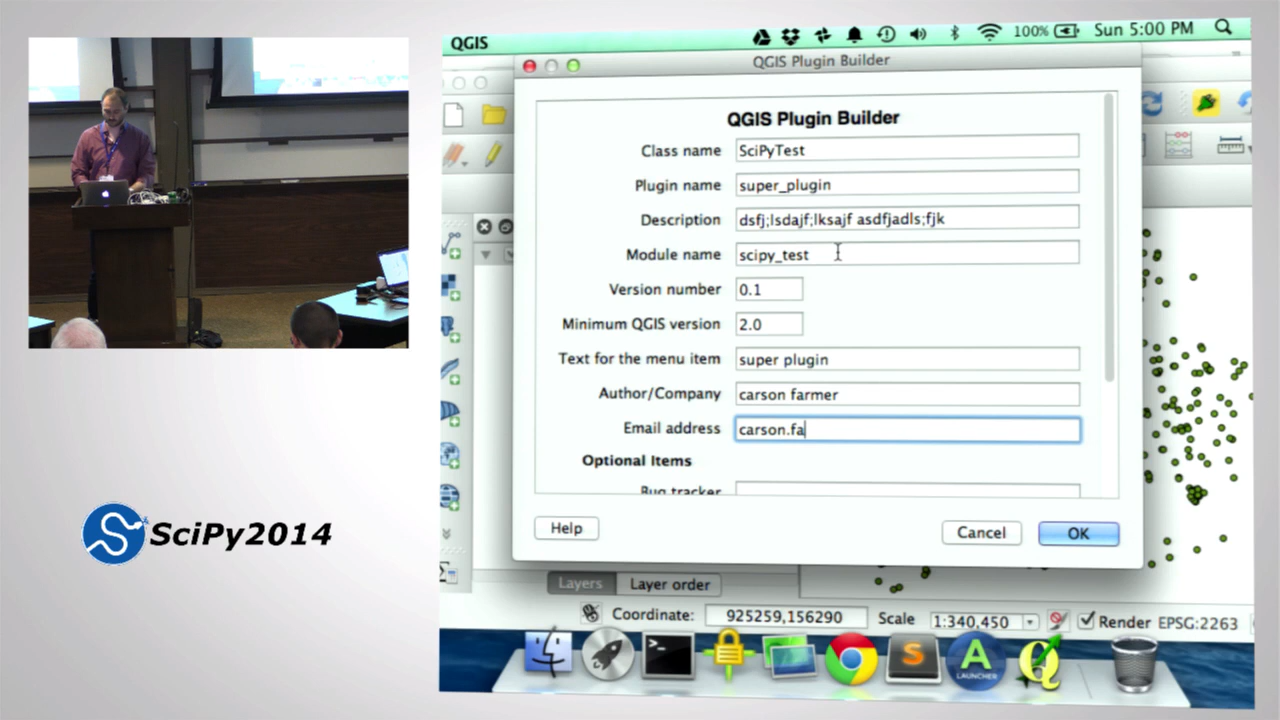 QGIS
100%
Sun 5:00 PM
QGIS Plugin Builder
QGIS Plugin Builder
Class name SciPyTest
Plugin name super_plugin
Description dsfj;lsdajf;lksajf asdfjadls;fjk
Module name scipy_test
Version number 0.1
Minimum QGIS version 2.0
Text for the menu item super plugin
Author/Company carson farmer
Email address carson.fa
Optional Items
Bug tracker
Help
Cancel
OK
Layers
Layer order
Coordinate: 925259,156290
Scale 1:340,450
Render EPSG:2263
S
A
LAUNCHER
SciPy2014